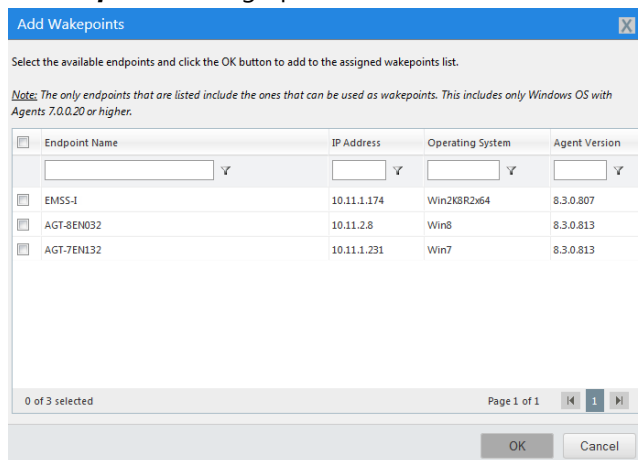 Add Wakepoints
X
Select the available endpoints and click the OK button to add to the assigned wakepoints list.
Note: The only endpoints that are listed include the ones that can be used as wakepoints. This includes only Windows OS with
Agents 7.0.0.20 or higher.
Endpoint Name IP Address Operating System Agent Version
EMSS-I 10.11.1.174 Win2K8R2x64 8.3.0.807
AGT-8EN032 10.11.2.8 Win8 8.3.0.813
AGT-7EN132 10.11.1.231 Win7 8.3.0.813
0 of 3 selected Page 1 of 1 1
OK Cancel